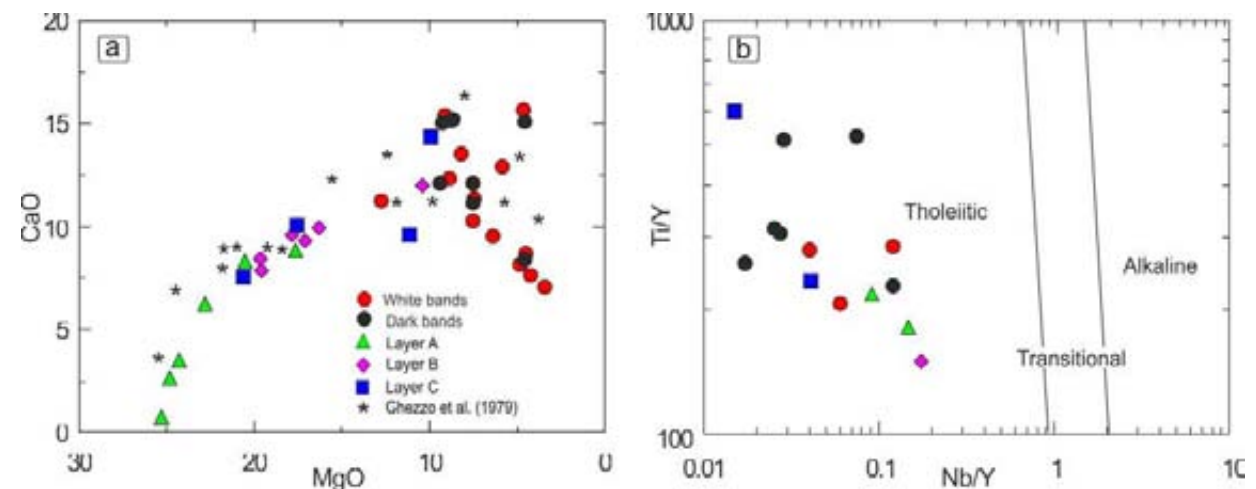 20
a
15
CaO
10
5
0
30
20
10
0
MgO
White bands
Dark bands
Layer A
Layer B
Layer C
Ghezzo et al. (1979)
1000
b
Ti/Y
Tholeiitic
Alkaline
Transitional
100
0.01
0.1
1
10
Nb/Y